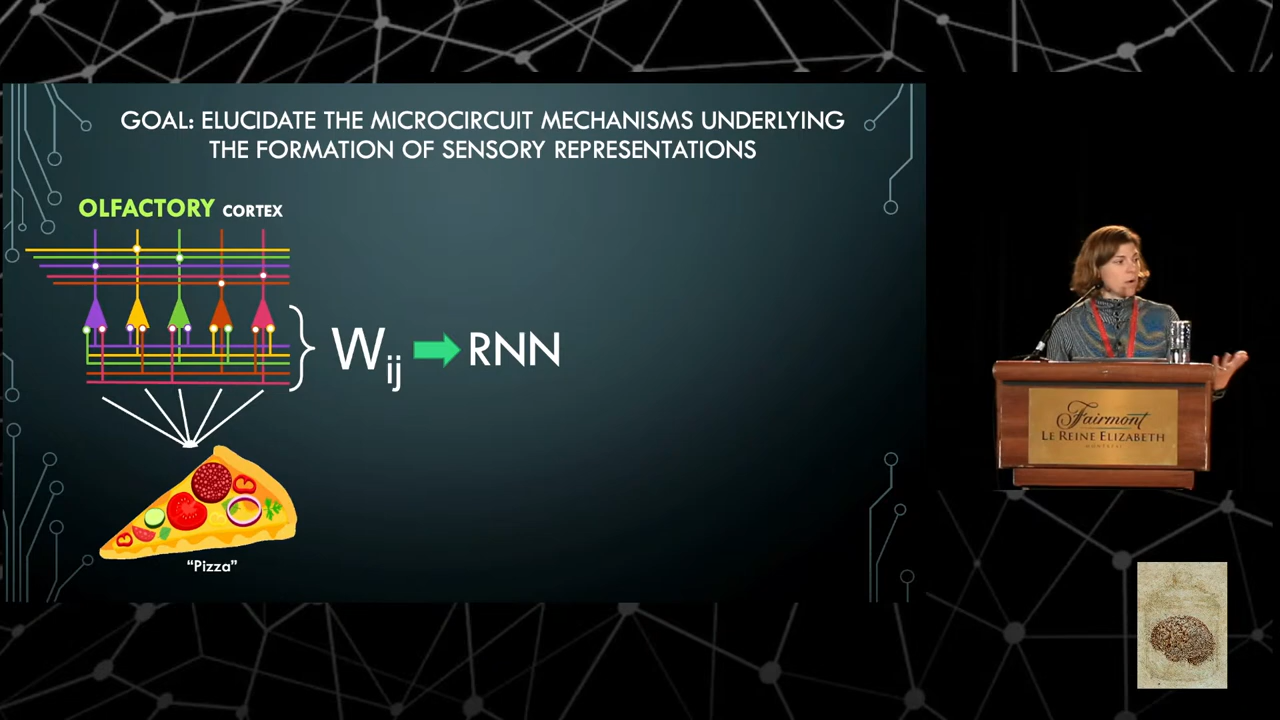 GOAL: ELUCIDATE THE MICROCIRCUIT MECHANISMS UNDERLYING
THE FORMATION OF SENSORY REPRESENTATIONS
OLFACTORY CORTEX
Wij
RNN
"Pizza"
Fairmont
LE REINE ELIZABETH